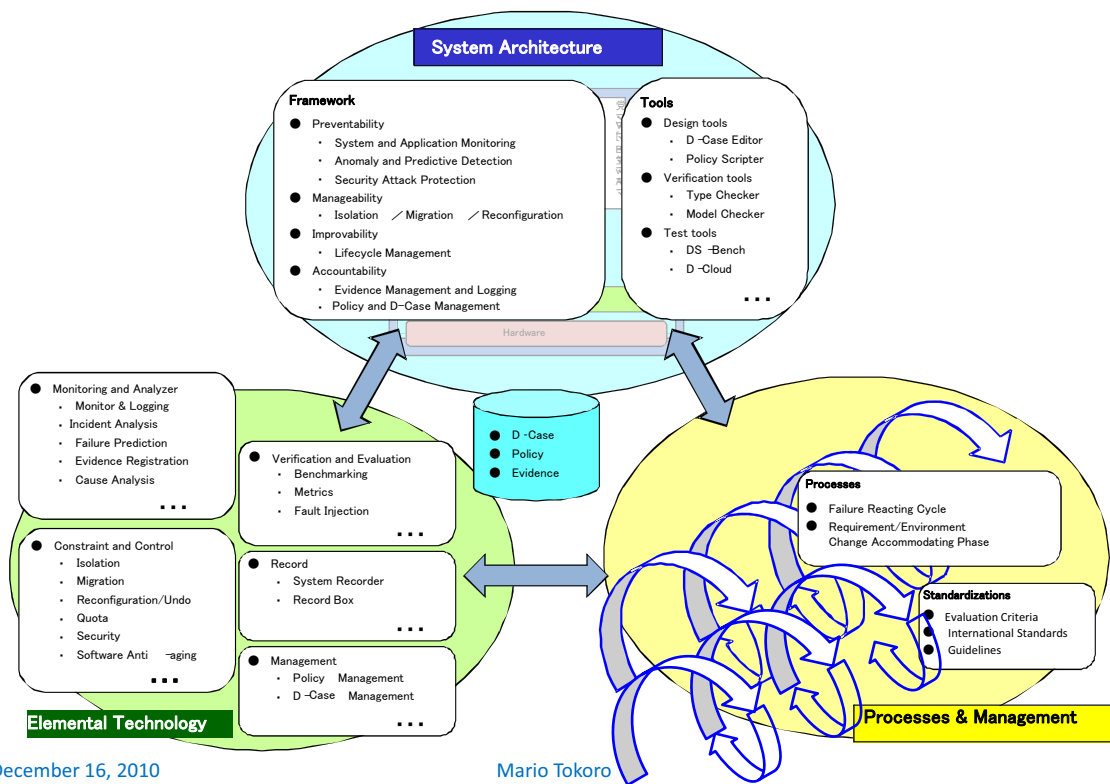 System Architecture
Framework
● Preventability
・ System and Application Monitoring
・ Anomaly and Predictive Detection
・ Security Attack Protection
● Manageability
・ Isolation ／Migration ／Reconfiguration
● Improvability
・ Lifecycle Management
● Accountability
・ Evidence Management and Logging
・ Policy and D-Case Management
Tools
● Design tools
・ D-Case Editor
・ Policy Scripter
● Verification tools
・ Type Checker
・ Model Checker
● Test tools
・ DS-Bench
・ D-Cloud
...
Hardware
● D-Case
● Policy
● Evidence
● Monitoring and Analyzer
・ Monitor & Logging
・ Incident Analysis
・ Failure Prediction
・ Evidence Registration
・ Cause Analysis
...
● Verification and Evaluation
・ Benchmarking
・ Metrics
・ Fault Injection
...
● Constraint and Control
・ Isolation
・ Migration
・ Reconfiguration/Undo
・ Quota
・ Security
・ Software Anti-aging
...
● Record
・ System Recorder
・ Record Box
...
● Management
・ Policy Management
・ D-Case Management
...
Elemental Technology
Processes
● Failure Reacting Cycle
● Requirement/Environment
Change Accommodating Phase
Standardizations
● Evaluation Criteria
● International Standards
● Guidelines
Processes & Management
December 16, 2010
Mario Tokoro